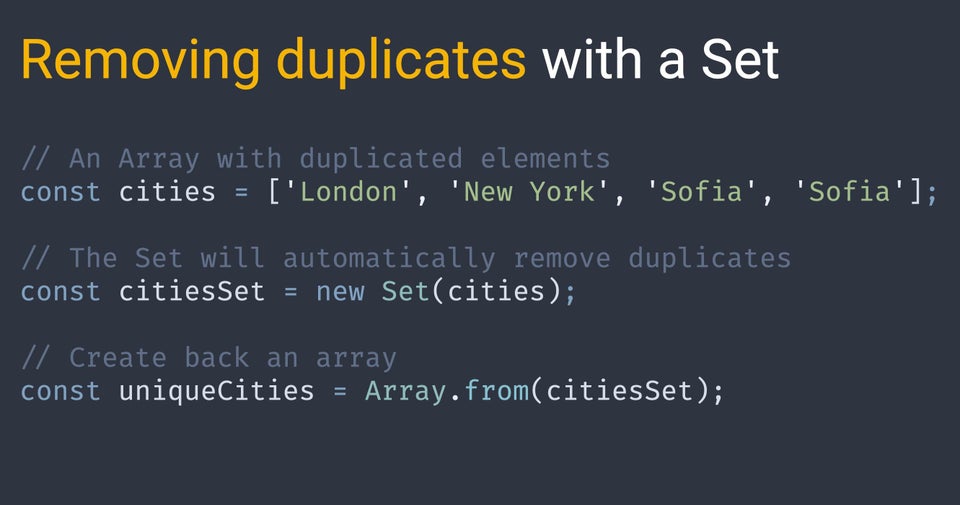 Removing duplicates with a Set
// An Array with duplicated elements
const cities = ['London', 'New York', 'Sofia', 'Sofia'];
// The Set will automatically remove duplicates
const citiesSet = new Set(cities);
// Create back an array
const uniqueCities = Array.from(citiesSet);